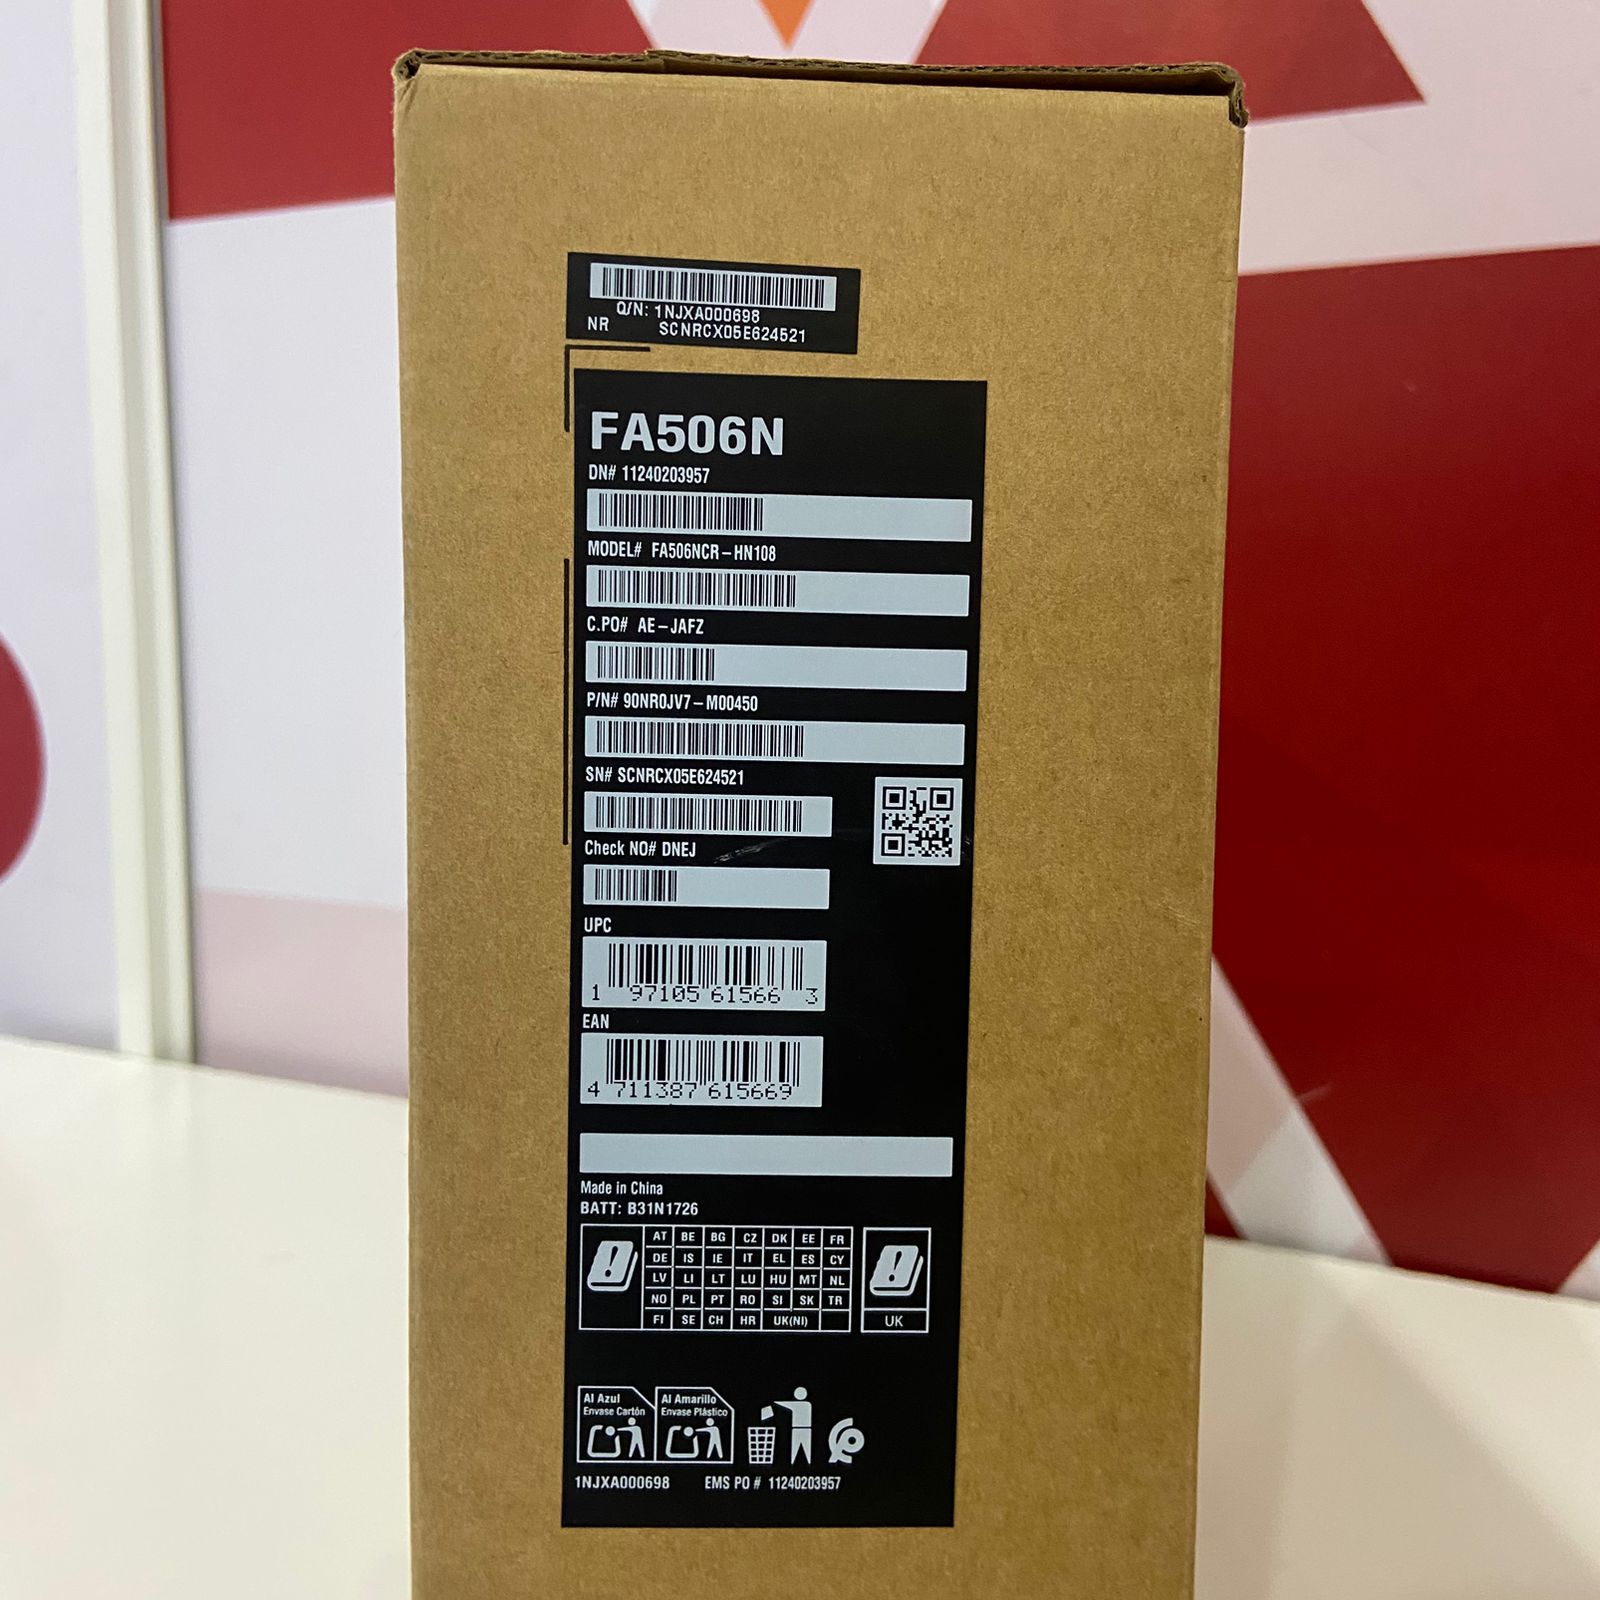 Q/N: 1NJXA000698
NR SCNRCX05E624521
FA506N
DN# 11240203957
MODEL# FA506NCR-HN108
C.PO# AE-JAFZ
P/N# 90NR0JV7-M00450
SN# SCNRCX05E624521
Check NO# DNEJ
UPC
1 97105 61566 3
EAN
4 711387 615669
Made in China
BATT: B31N1726
AT BE BG CZ DK EE FR
DE IS IE IT EL ES CY
LV LI LT LU HU MT NL
NO PL PT RO SI SK TR
FI SE CH HR UK(NI)
UK
Al Azul
Envase Cartón
Al Amarillo
Envase Plástico
1NJXA000698 EMS PO # 11240203957